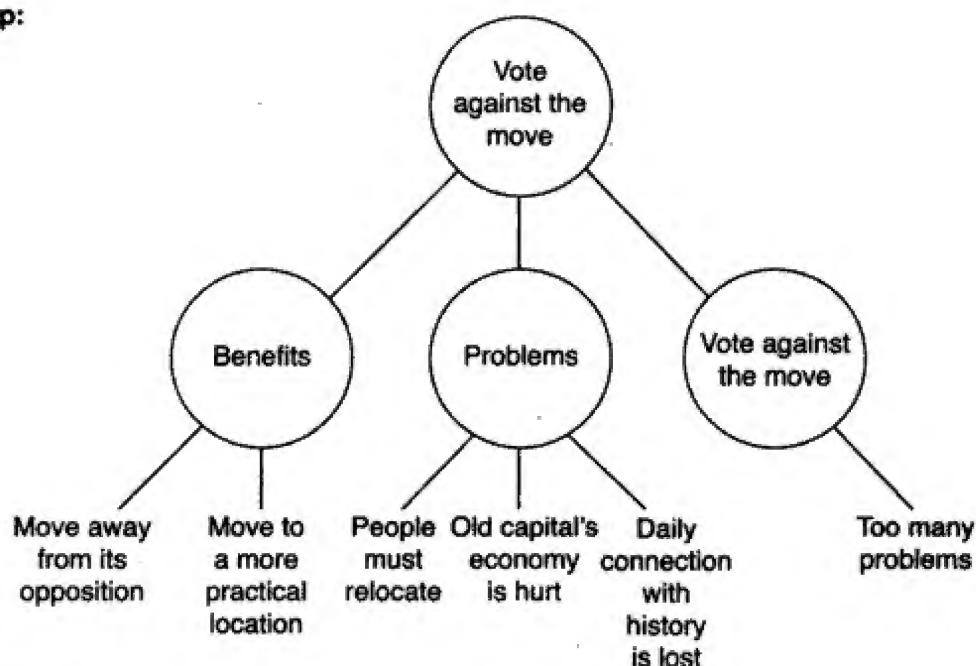 p:
Vote
against the
move
Benefits
Problems
Vote against
the move
Move away
from its
opposition
Move to
a more
practical
location
People
must
relocate
Old capital's
economy
is hurt
Daily
connection
with
history
is lost
Too many
problems